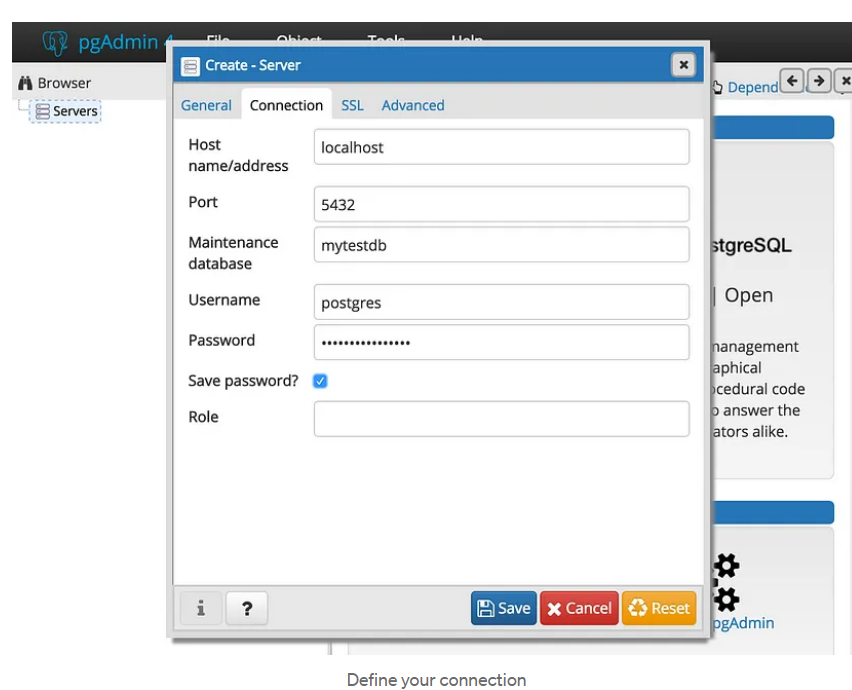 pgAdmin 4 File Object Tools Help
Create - Server
Browser
Servers
General Connection SSL Advanced
Depend
Host
name/address
localhost
Port
5432
Maintenance
database
mytestdb
Username
postgres
Password
••••••••••••••••
Save password?
Role
stgreSQL
| Open
management
aphical
ocedural code
o answer the
ators alike.
i
?
Save
Cancel
Reset
pgAdmin
Define your connection